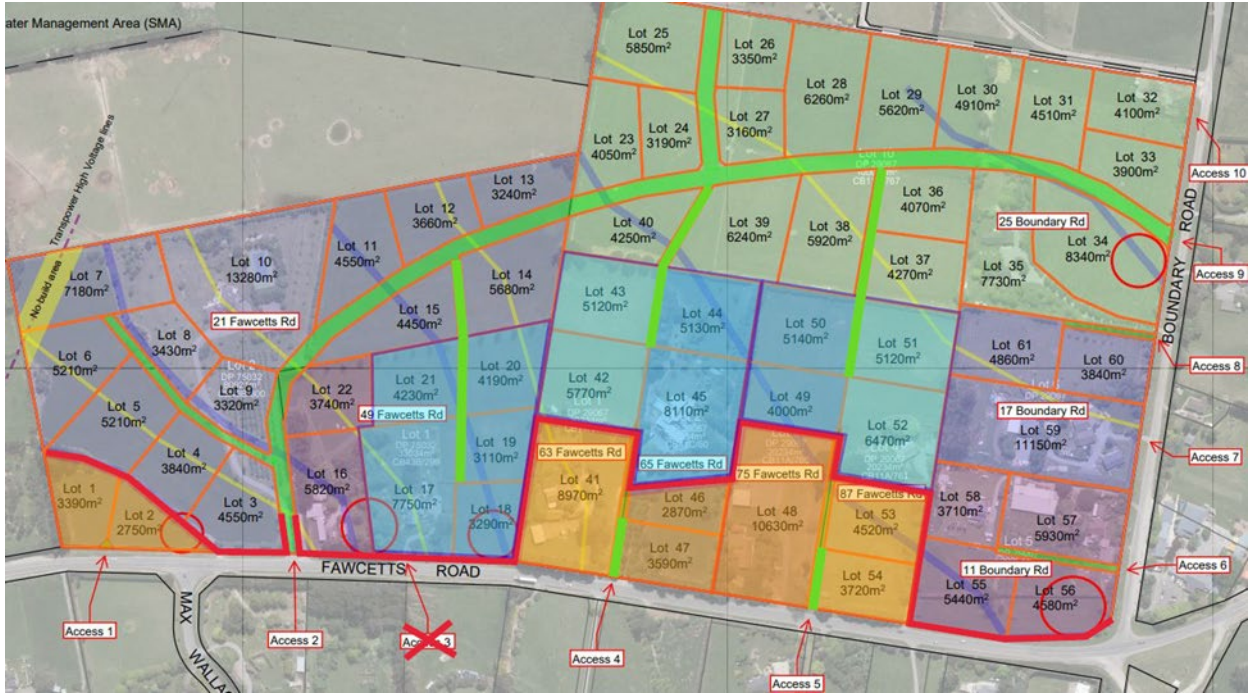 ater Management Area (SMA)
Transpower High Voltage lines
No-build area
Lot 25
5850m²
Lot 26
3350m²
Lot 27
3160m²
Lot 28
6260m²
Lot 29
5620m²
Lot 30
4910m²
Lot 31
4510m²
Lot 32
4100m²
Lot 33
3900m²
Lot 23
4050m²
Lot 24
3190m²
Access 10
Lot 13
3240m²
Lot 12
3660m²
Lot 11
4550m²
Lot 10
13280m²
Lot 7
7180m²
Lot 40
4250m²
Lot 39
6240m²
Lot 38
5920m²
Lot 36
4070m²
Lot 37
4270m²
25 Boundary Rd
Lot 34
8340m²
Lot 35
7730m²
BOUNDARY ROAD
Access 9
Lot 14
5680m²
Lot 15
4450m²
21 Fawcetts Rd
Lot 8
3430m²
Lot 6
5210m²
Lot 9
3320m²
Lot 5
5210m²
Lot 4
3840m²
Lot 3
4550m²
Lot 1
3390m²
Lot 2
2750m²
Lot 22
3740m²
Lot 21
4230m²
Lot 20
4190m²
49 Fawcetts Rd
Lot 16
5820m²
Lot 17
7750m²
Lot 19
3110m²
Lot 18
3290m²
Lot 43
5120m²
Lot 44
5130m²
Lot 50
5140m²
Lot 51
5120m²
Lot 42
5770m²
Lot 45
8110m²
Lot 49
4000m²
Lot 52
6470m²
Lot 61
4860m²
Lot 60
3840m²
Access 8
17 Boundary Rd
Lot 59
11150m²
Access 7
63 Fawcetts Rd
65 Fawcetts Rd
75 Fawcetts Rd
87 Fawcetts Rd
Lot 41
8970m²
Lot 46
2870m²
Lot 47
3590m²
Lot 48
10630m²
Lot 53
4520m²
Lot 54
3720m²
Lot 58
3710m²
Lot 57
5930m²
11 Boundary Rd
Lot 55
5440m²
Lot 56
4580m²
Access 6
FAWCETTS ROAD
MAX
WALLA
Access 1
Access 2
Access 3
Access 4
Access 5